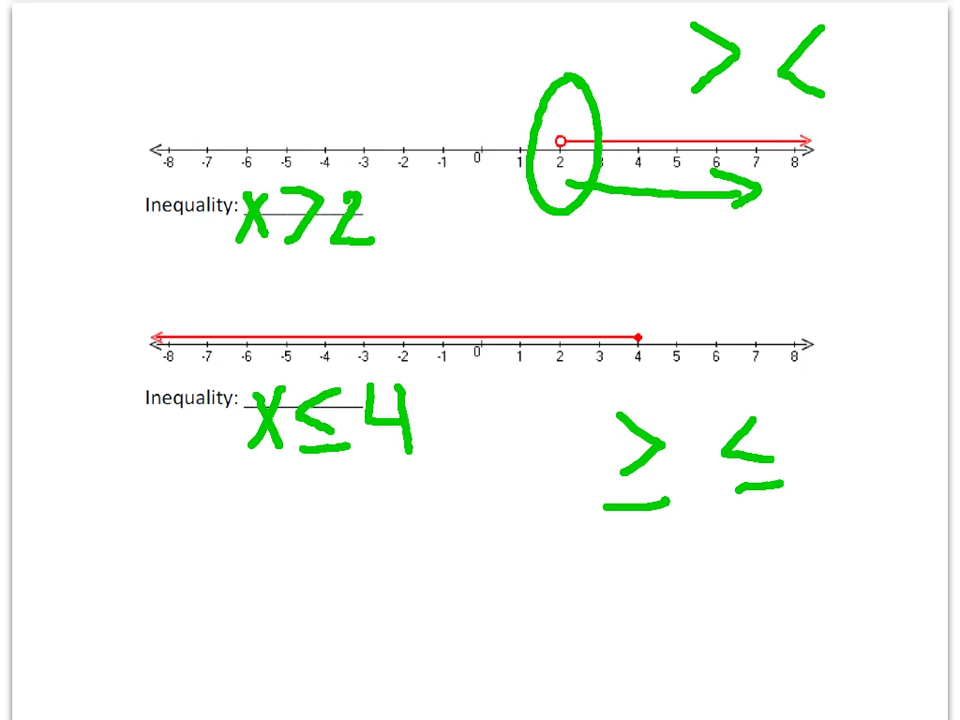 > <
-8 -7 -6 -5 -4 -3 -2 -1 0 1 2 3 4 5 6 7 8
Inequality: x>2
-8 -7 -6 -5 -4 -3 -2 -1 0 1 2 3 4 5 6 7 8
Inequality: x≤4
≥ ≤